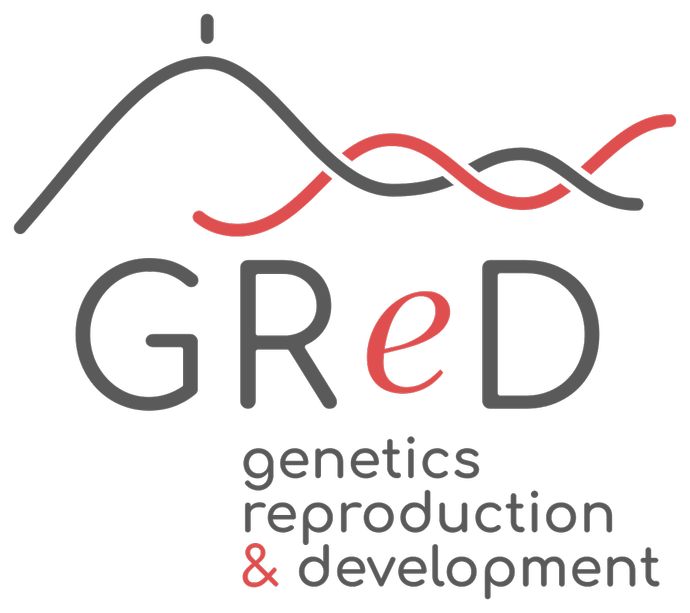 GReD
genetics
reproduction
& development